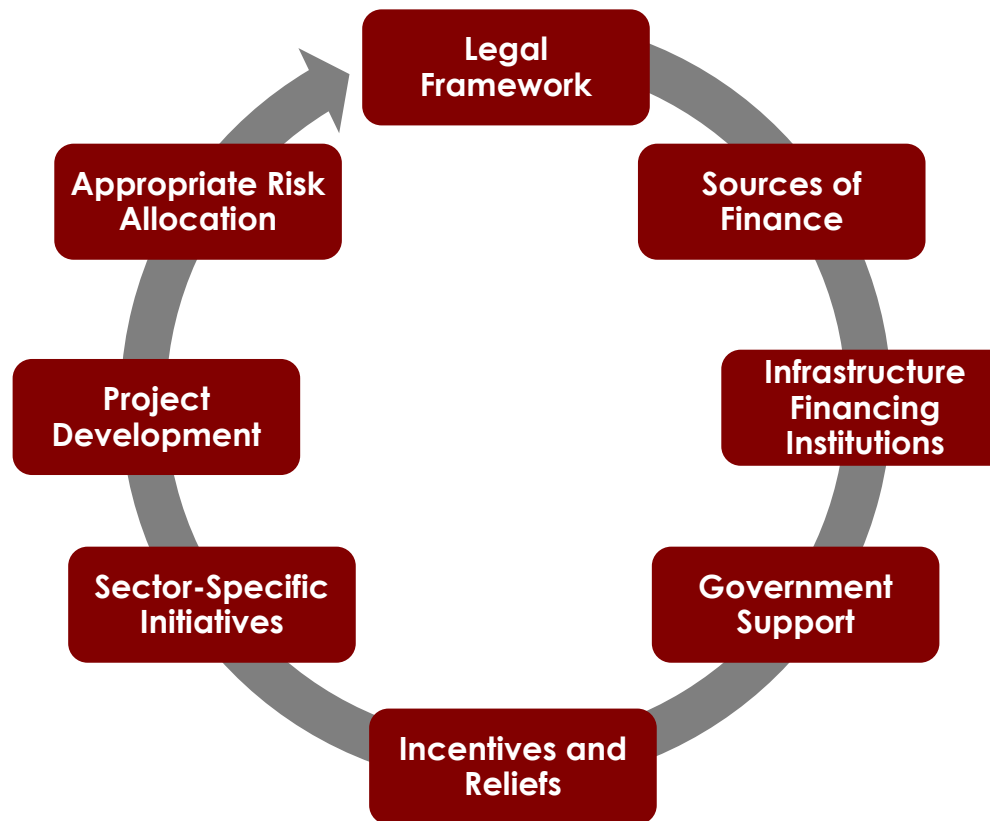 Legal
Framework
Sources of
Finance
Infrastructure
Financing
Institutions
Government
Support
Incentives and
Reliefs
Sector-Specific
Initiatives
Project
Development
Appropriate Risk
Allocation